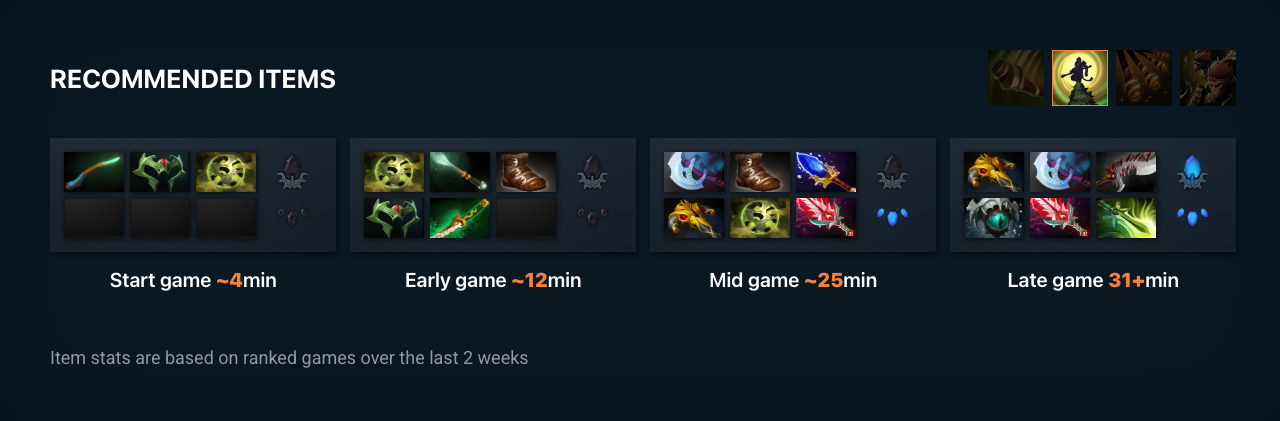 RECOMMENDED ITEMS
Start game ~4min
Early game ~12min
Mid game ~25min
Late game 31+min
Item stats are based on ranked games over the last 2 weeks